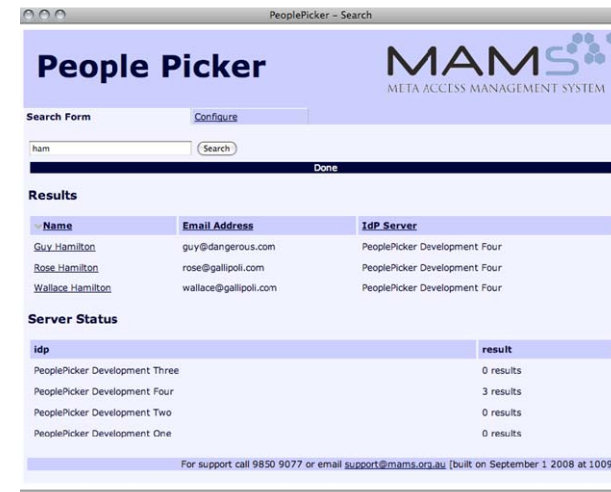 PeoplePicker – Search
People Picker
MAMS
META ACCESS MANAGEMENT SYSTEM
Search Form Configure
ham Search
Done
Results
Name Email Address IdP Server
Guy Hamilton guy@dangerous.com PeoplePicker Development Four
Rose Hamilton rose@gallipoli.com PeoplePicker Development Four
Wallace Hamilton wallace@gallipoli.com PeoplePicker Development Four
Server Status
idp result
PeoplePicker Development Three 0 results
PeoplePicker Development Four 3 results
PeoplePicker Development Two 0 results
PeoplePicker Development One 0 results
For support call 9850 9077 or email support@mams.org.au [built on September 1 2008 at 1009